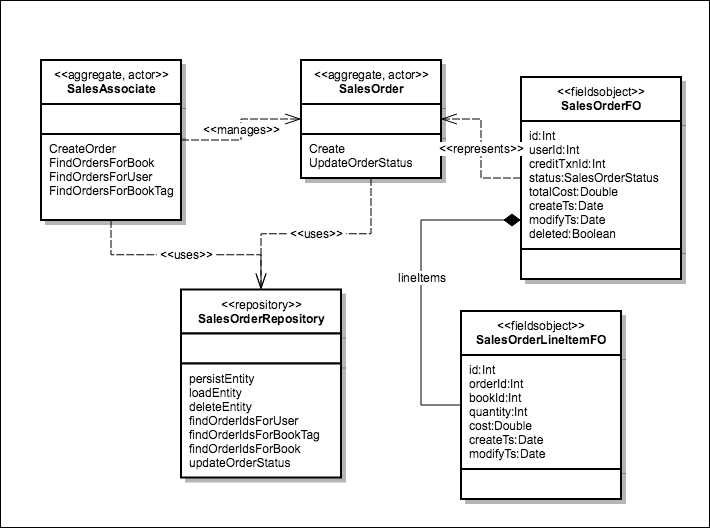 <<aggregate, actor>>
SalesAssociate
CreateOrder
FindOrdersForBook
FindOrdersForUser
FindOrdersForBookTag
<<manages>>
<<aggregate, actor>>
SalesOrder
Create
UpdateOrderStatus
<<represents>>
<<fieldsobject>>
SalesOrderFO
id:Int
userId:Int
creditTxnId:Int
status:SalesOrderStatus
totalCost:Double
createTs:Date
modifyTs:Date
deleted:Boolean
<<uses>>
<<uses>>
lineItems
<<repository>>
SalesOrderRepository
persistEntity
loadEntity
deleteEntity
findOrderIdsForUser
findOrderIdsForBookTag
findOrderIdsForBook
updateOrderStatus
<<fieldsobject>>
SalesOrderLineItemFO
id:Int
orderId:Int
bookId:Int
quantity:Int
cost:Double
createTs:Date
modifyTs:Date